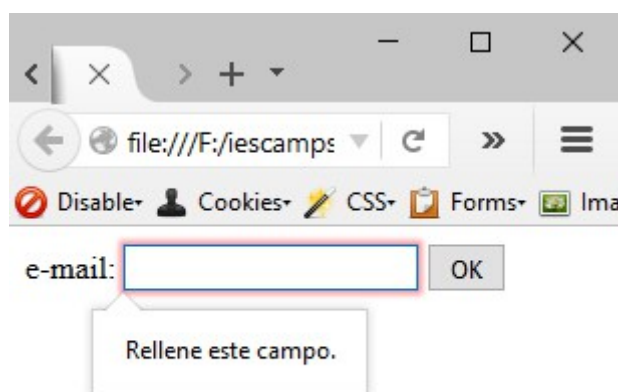 file:///F:/iescamps
Disable Cookies CSS Forms Ima
e-mail: OK
Rellene este campo.